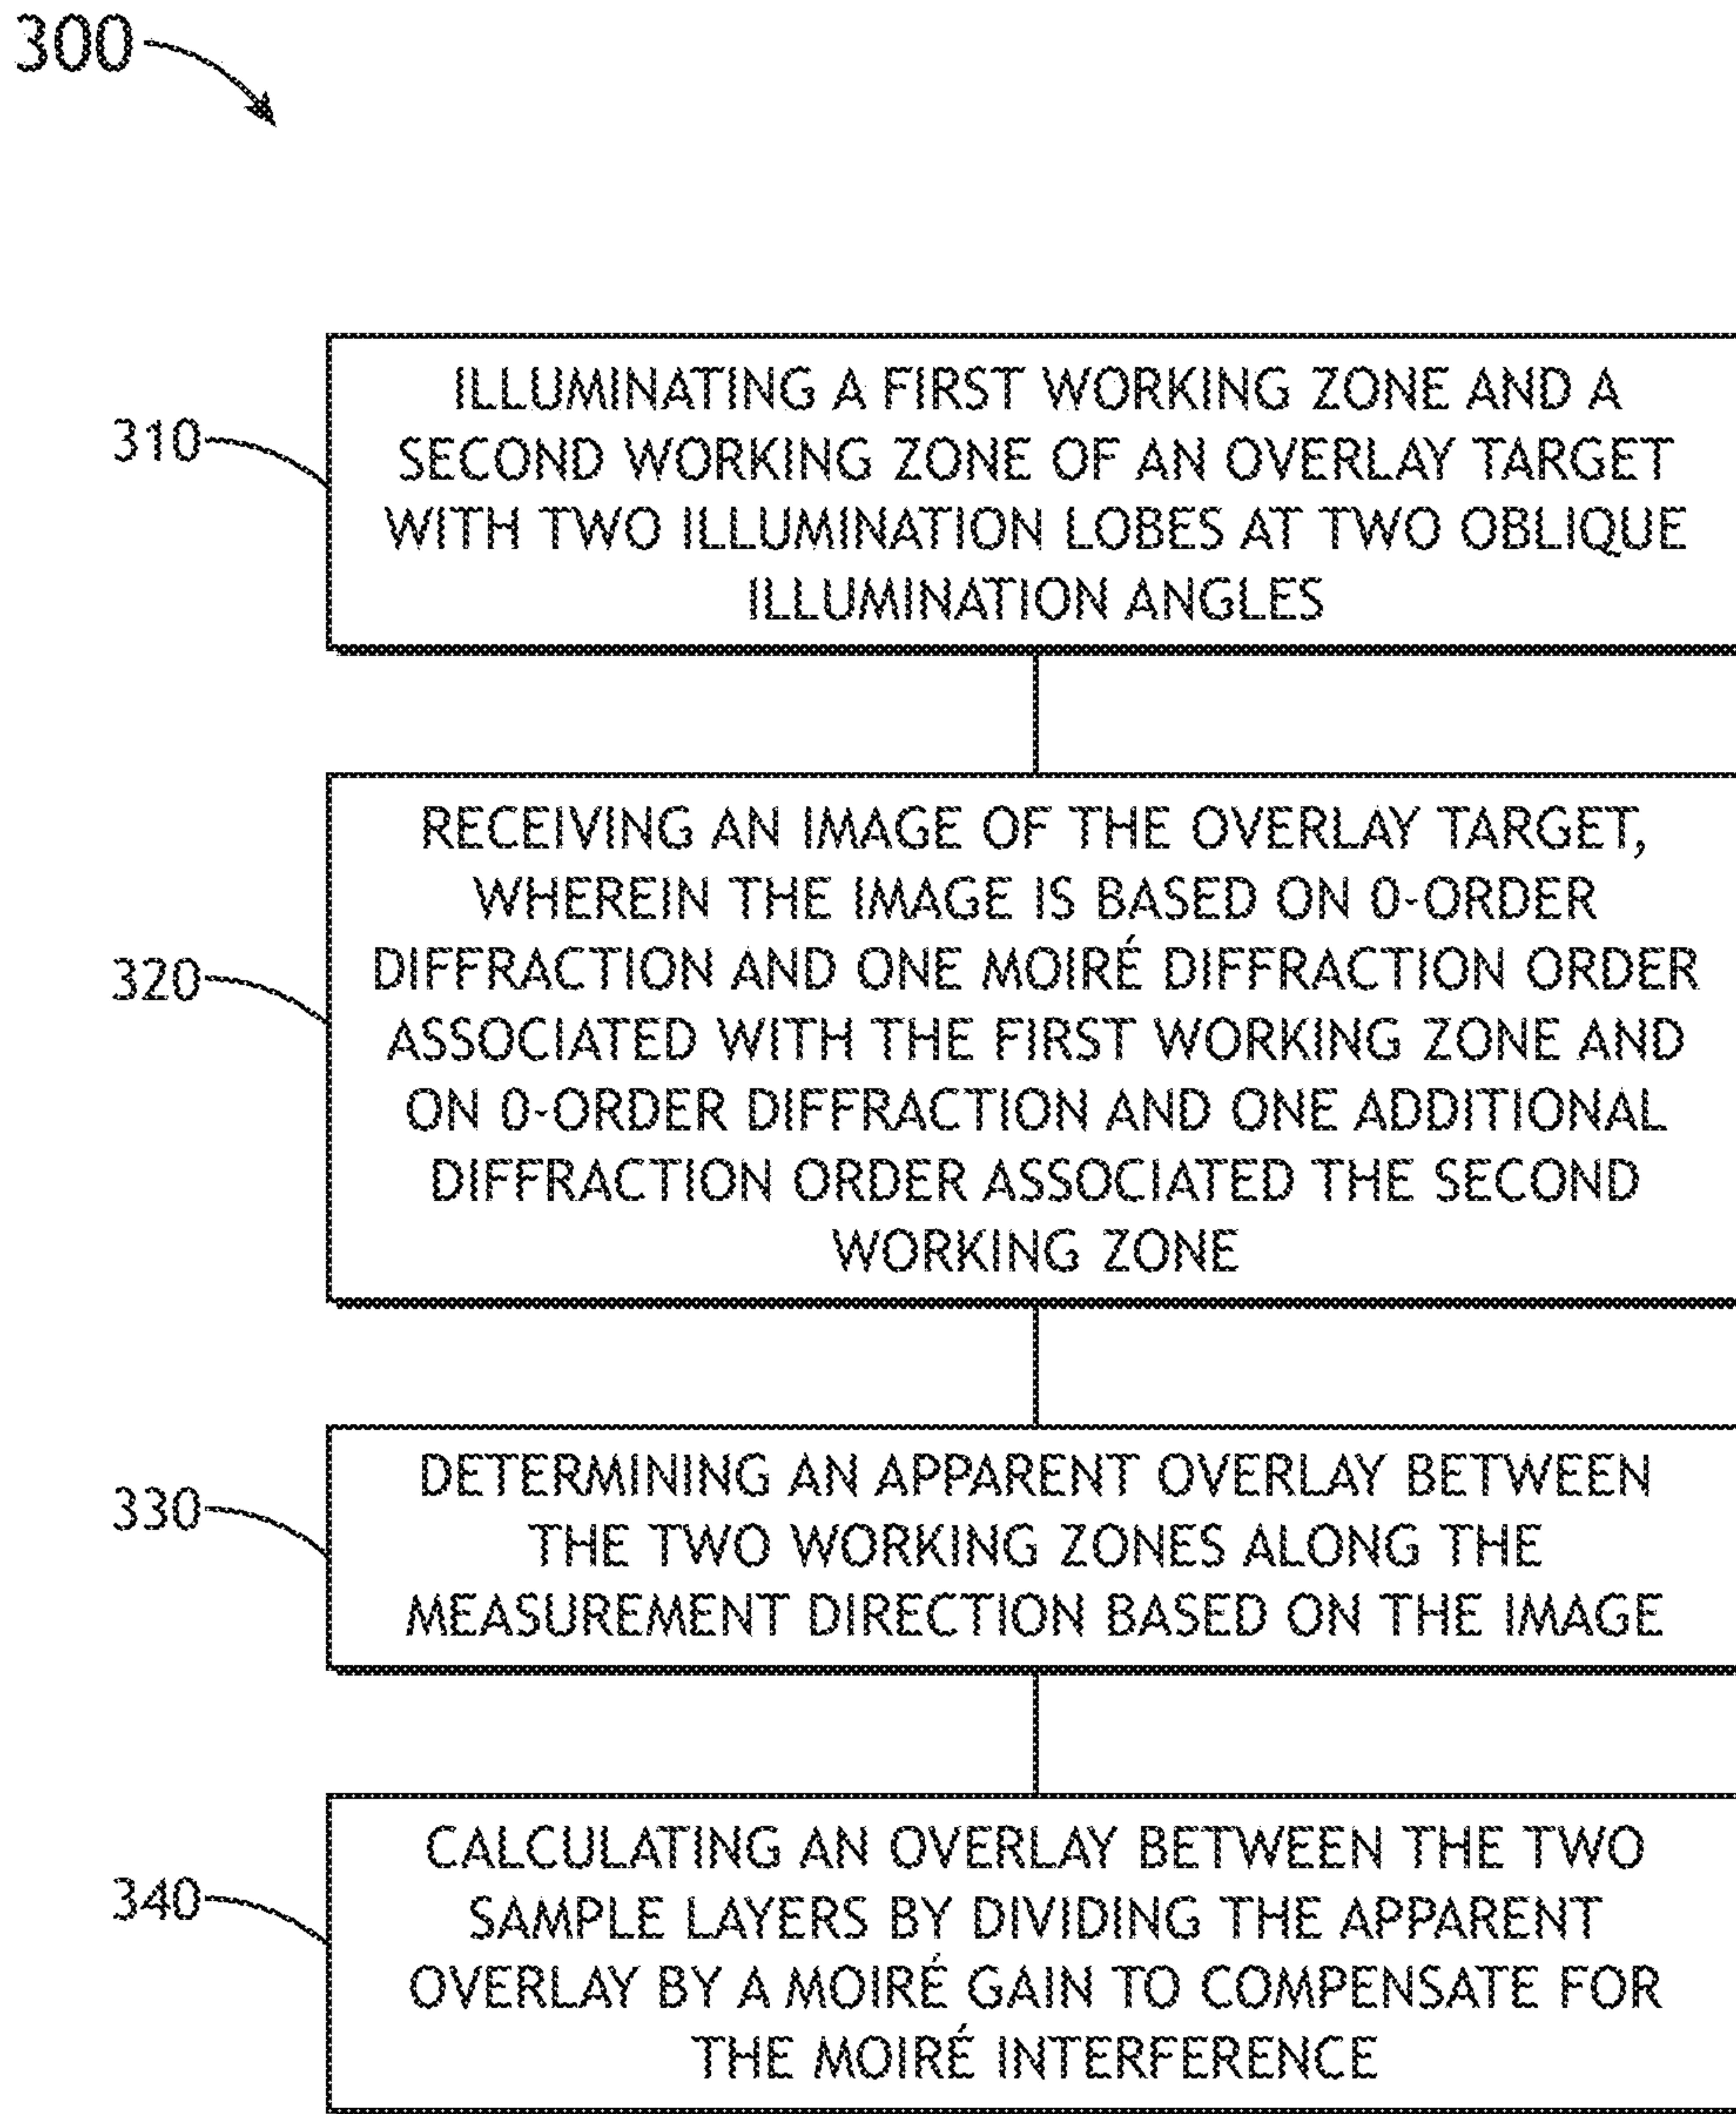 300
310
ILLUMINATING A FIRST WORKING ZONE AND A
SECOND WORKING ZONE OF AN OVERLAY TARGET
WITH TWO ILLUMINATION LOBES AT TWO OBLIQUE
ILLUMINATION ANGLES
320
RECEIVING AN IMAGE OF THE OVERLAY TARGET,
WHEREIN THE IMAGE IS BASED ON 0-ORDER
DIFFRACTION AND ONE MOIRÉ DIFFRACTION ORDER
ASSOCIATED WITH THE FIRST WORKING ZONE AND
ON 0-ORDER DIFFRACTION AND ONE ADDITIONAL
DIFFRACTION ORDER ASSOCIATED THE SECOND
WORKING ZONE
330
DETERMINING AN APPARENT OVERLAY BETWEEN
THE TWO WORKING ZONES ALONG THE
MEASUREMENT DIRECTION BASED ON THE IMAGE
340
CALCULATING AN OVERLAY BETWEEN THE TWO
SAMPLE LAYERS BY DIVIDING THE APPARENT
OVERLAY BY A MOIRÉ GAIN TO COMPENSATE FOR
THE MOIRÉ INTERFERENCE